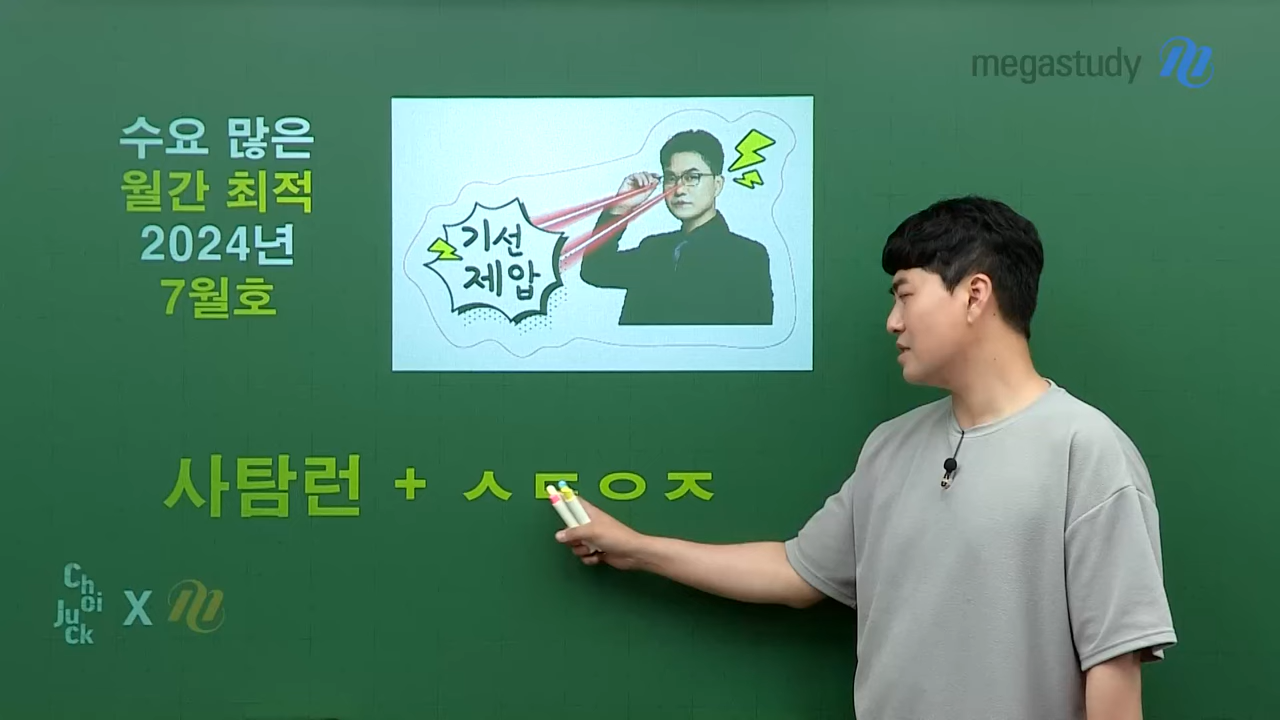 megastudy
수요 많은
월간 최적
2024년
7월호
기선
제압
사탐런 + ㅅㄷㅇㅈ
Choi
Juck
X